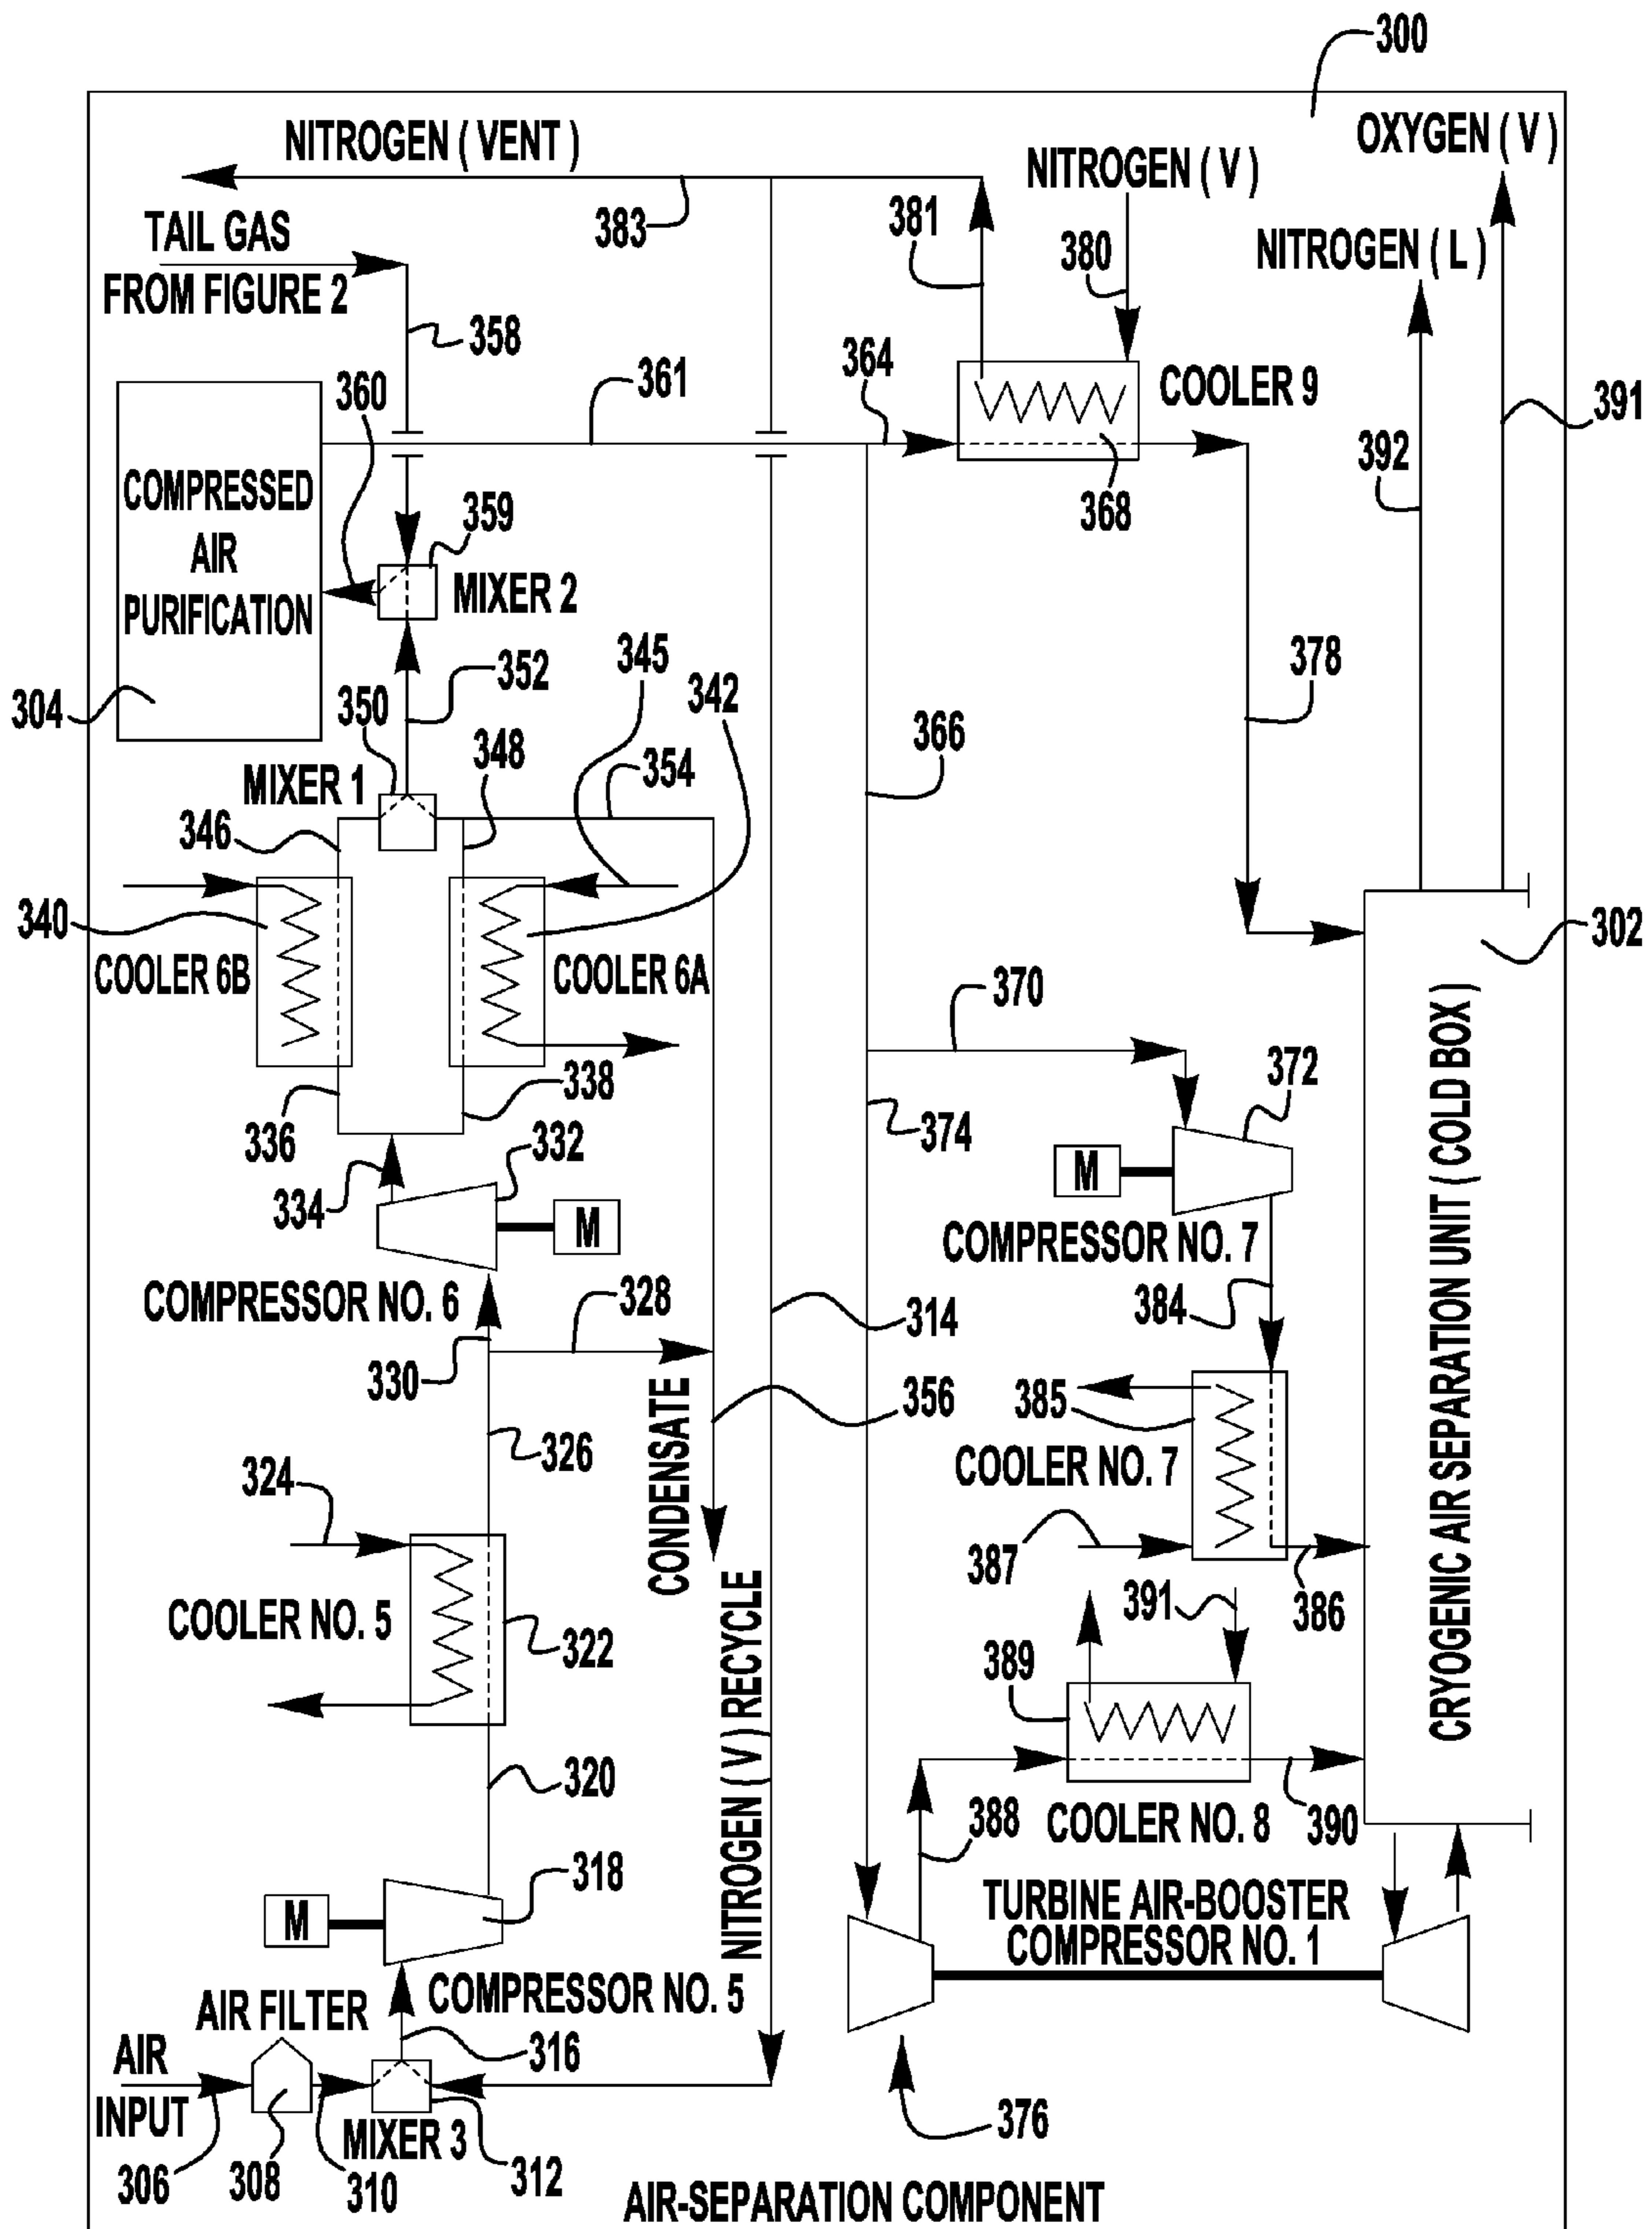 300
NITROGEN ( VENT )
OXYGEN ( V )
NITROGEN ( V )
383
381
TAIL GAS
FROM FIGURE 2
380
NITROGEN ( L )
358
360
361
364
COOLER 9
391
392
368
COMPRESSED
AIR
PURIFICATION
359
MIXER 2
345
342
378
304
350
352
366
MIXER 1
348
354
346
340
302
COOLER 6B
COOLER 6A
370
CRYOGENIC AIR SEPARATION UNIT ( COLD BOX )
336
338
372
374
332
M
334
M
COMPRESSOR NO. 7
COMPRESSOR NO. 6
328
314
384
330
CONDENSATE
356
385
326
COOLER NO. 7
324
387
391
386
COOLER NO. 5
322
NITROGEN ( V ) RECYCLE
389
320
388
COOLER NO. 8
390
318
M
TURBINE AIR-BOOSTER
COMPRESSOR NO. 1
COMPRESSOR NO. 5
AIR FILTER
316
AIR
INPUT
376
MIXER 3
306
308
310
312
AIR-SEPARATION COMPONENT